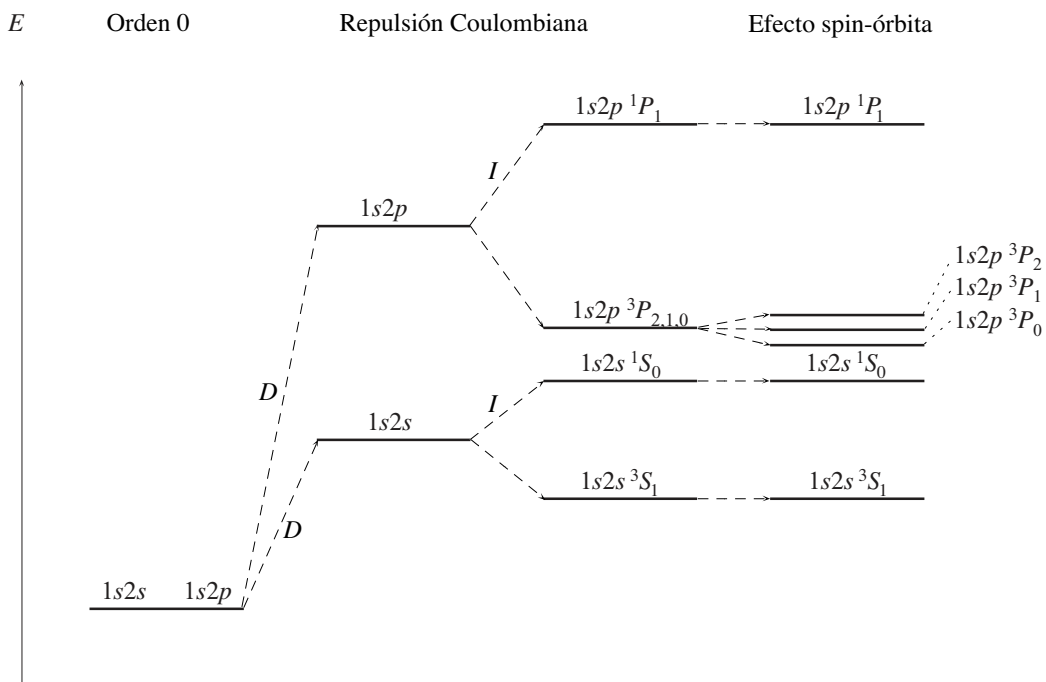 E Orden 0 Repulsión Coulombiana Efecto spin-órbita
1s2p ¹P₁ 1s2p ¹P₁
I
1s2p
1s2p ³P₂
1s2p ³P₁
1s2p ³P₂,₁,₀
1s2p ³P₀
1s2s ¹S₀ 1s2s ¹S₀
D
I
1s2s
1s2s ³S₁ 1s2s ³S₁
D
1s2s 1s2p